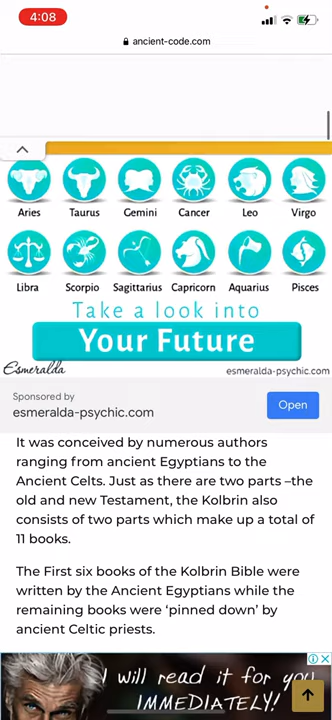 4:08
ancient-code.com
Aries Taurus Gemini Cancer Leo Virgo
Libra Scorpio Sagittarius Capricorn Aquarius Pisces
Take a look into
Your Future
Esmeralda
esmeralda-psychic.com
Sponsored by
esmeralda-psychic.com
Open
It was conceived by numerous authors
ranging from ancient Egyptians to the
Ancient Celts. Just as there are two parts –the
old and new Testament, the Kolbrin also
consists of two parts which make up a total of
11 books.
The First six books of the Kolbrin Bible were
written by the Ancient Egyptians while the
remaining books were ‘pinned down’ by
ancient Celtic priests.
I will read it for you
IMMEDIATELY!